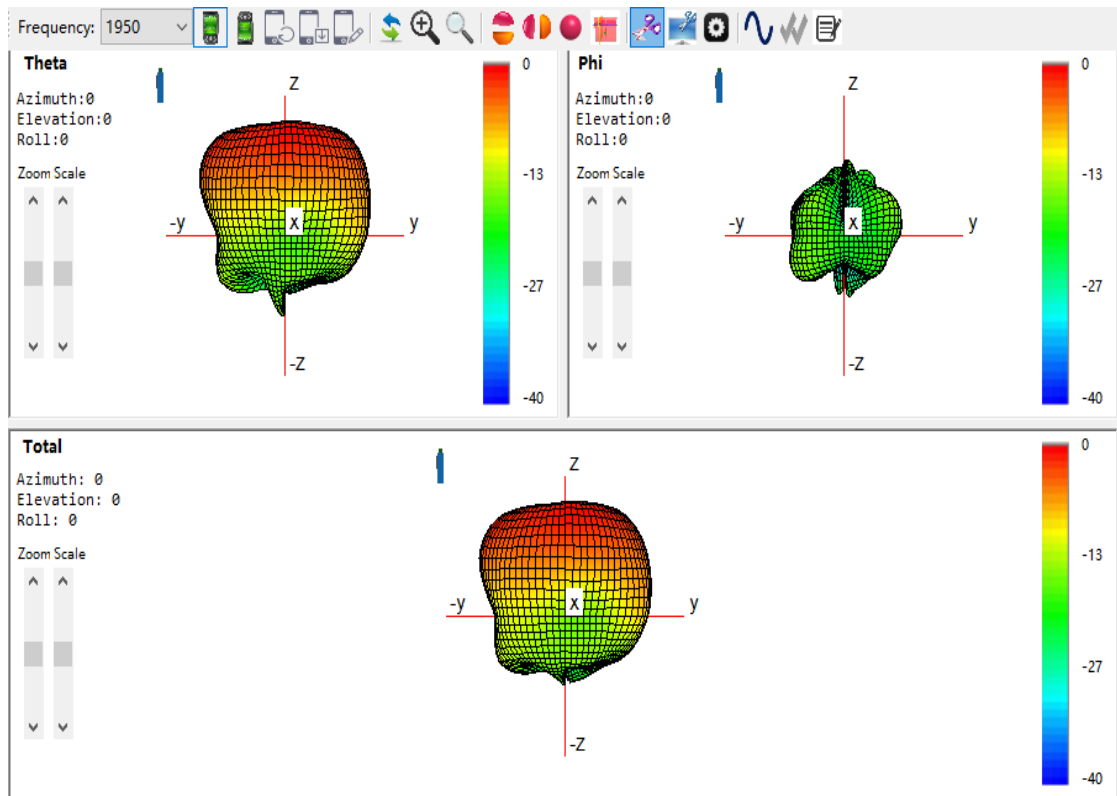 Frequency: 1950
Theta
Azimuth:0
Elevation:0
Roll:0
Zoom Scale
Z
-y
X
y
-Z
0
-13
-27
-40
Phi
Azimuth:0
Elevation:0
Roll:0
Zoom Scale
Z
-y
X
y
-Z
0
-13
-27
-40
Total
Azimuth: 0
Elevation: 0
Roll: 0
Zoom Scale
Z
-y
X
y
-Z
0
-13
-27
-40